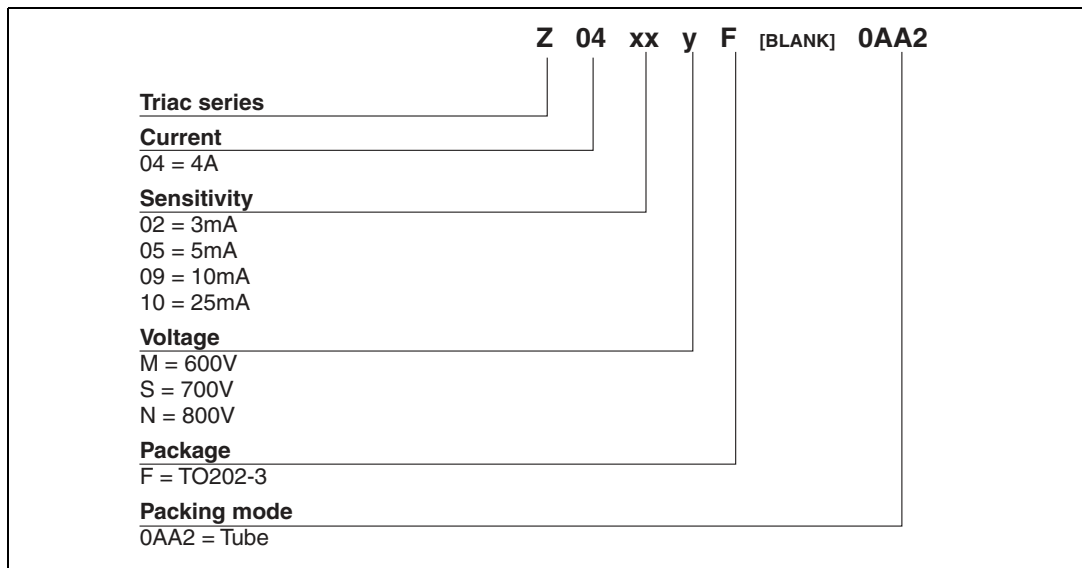 Z 04 xx y F [BLANK] 0AA2
Triac series
Current
04 = 4A
Sensitivity
02 = 3mA
05 = 5mA
09 = 10mA
10 = 25mA
Voltage
M = 600V
S = 700V
N = 800V
Package
F = TO202-3
Packing mode
0AA2 = Tube